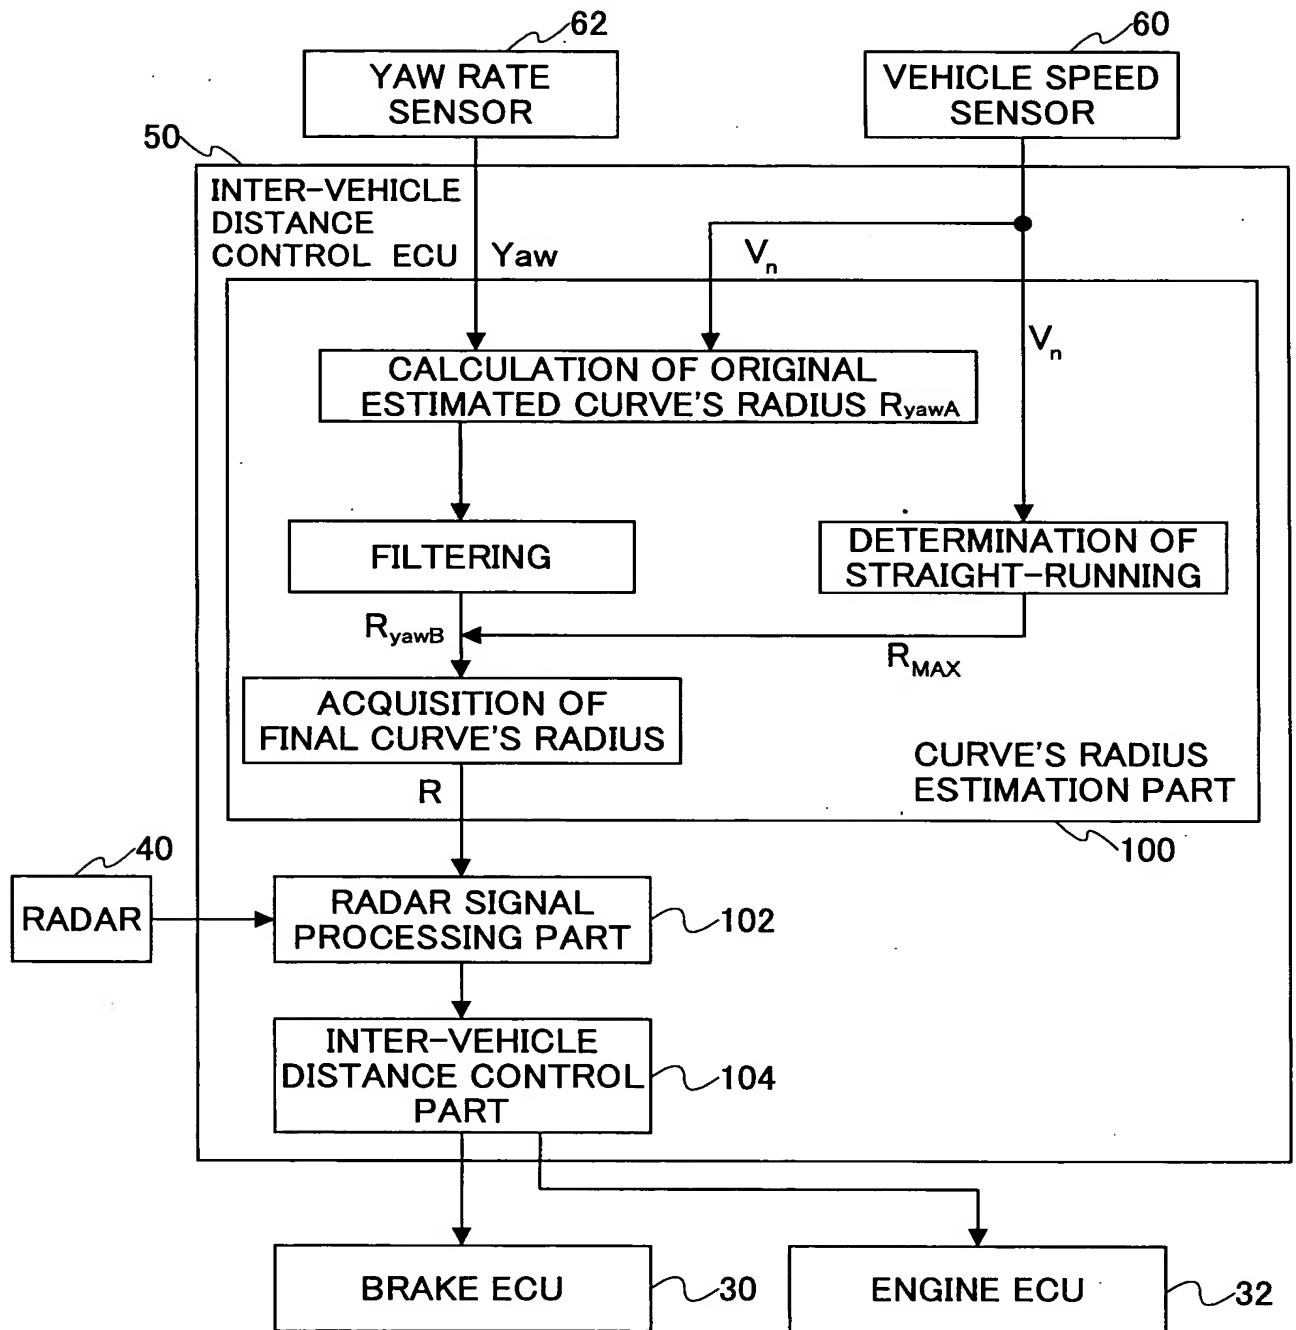 62
60
YAW RATE
SENSOR
VEHICLE SPEED
SENSOR
50
INTER-VEHICLE
DISTANCE
CONTROL ECU
Yaw
Vn
Vn
CALCULATION OF ORIGINAL
ESTIMATED CURVE'S RADIUS RyawA
FILTERING
DETERMINATION OF
STRAIGHT-RUNNING
RyawB
RMAX
ACQUISITION OF
FINAL CURVE'S RADIUS
R
CURVE'S RADIUS
ESTIMATION PART
100
40
RADAR
RADAR SIGNAL
PROCESSING PART
102
INTER-VEHICLE
DISTANCE CONTROL
PART
104
BRAKE ECU
30
ENGINE ECU
32